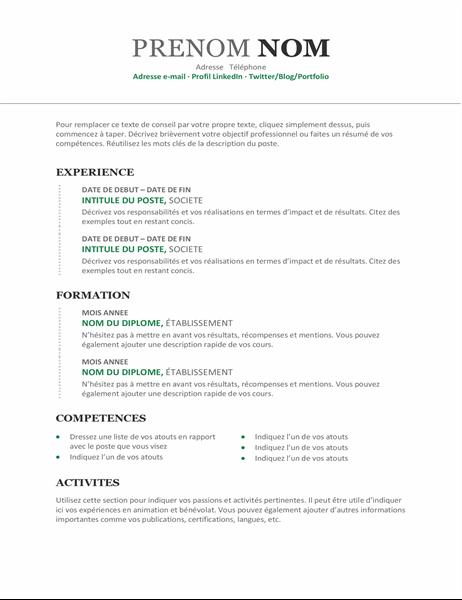 PRENOM NOM
Adresse Téléphone
Adresse e-mail · Profil LinkedIn · Twitter/Blog/Portfolio
Pour remplacer ce texte de conseil par votre propre texte, cliquez simplement dessus, puis
commencez à taper. Décrivez brièvement votre objectif professionnel ou faites un résumé de vos
compétences. Réutilisez les mots clés de la description du poste.
EXPERIENCE
DATE DE DEBUT – DATE DE FIN
INTITULE DU POSTE, SOCIETE
Décrivez vos responsabilités et vos réalisations en termes d'impact et de résultats. Citez des
exemples tout en restant concis.
DATE DE DEBUT – DATE DE FIN
INTITULE DU POSTE, SOCIETE
Décrivez vos responsabilités et vos réalisations en termes d'impact et de résultats. Citez des
exemples tout en restant concis.
FORMATION
MOIS ANNEE
NOM DU DIPLOME, ÉTABLISSEMENT
N'hésitez pas à mettre en avant vos résultats, récompenses et mentions. Vous pouvez
également ajouter une description rapide de vos cours.
MOIS ANNEE
NOM DU DIPLOME, ÉTABLISSEMENT
N'hésitez pas à mettre en avant vos résultats, récompenses et mentions. Vous pouvez
également ajouter une description rapide de vos cours.
COMPETENCES
• Dressez une liste de vos atouts en rapport
avec le poste que vous visez
• Indiquez l'un de vos atouts
• Indiquez l'un de vos atouts
• Indiquez l'un de vos atouts
• Indiquez l'un de vos atouts
ACTIVITES
Utilisez cette section pour indiquer vos passions et activités pertinentes. Il peut être utile d'indiquer
ici vos expériences en animation et bénévolat. Vous pouvez également ajouter d'autres informations
importantes comme vos publications, certifications, langues, etc.